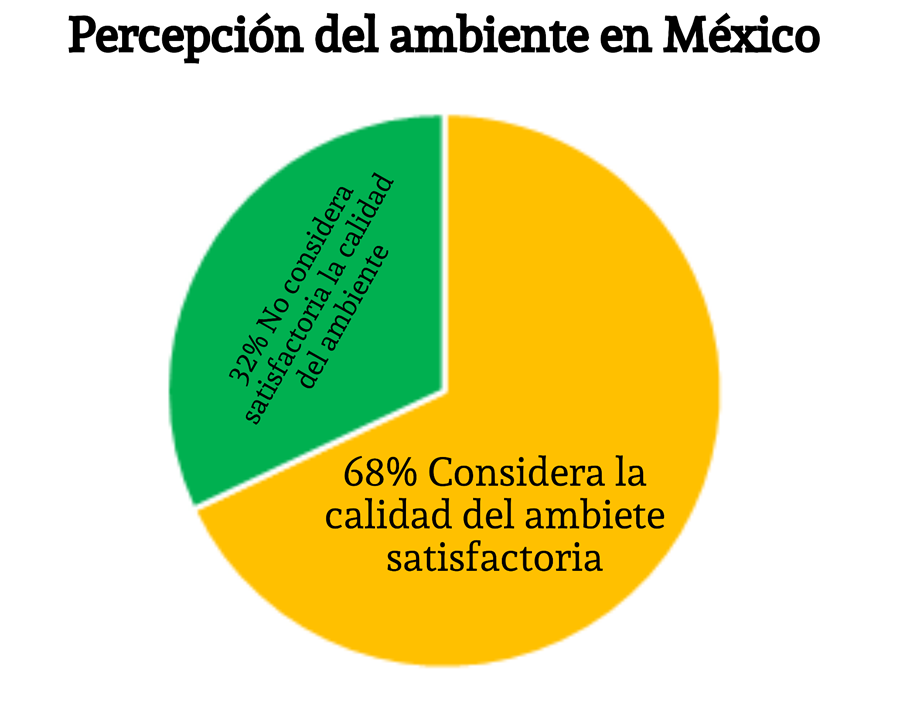 Percepción del ambiente en México
32% No considera
satisfactoria la calidad
del ambiente
68% Considera la
calidad del ambiete
satisfactoria